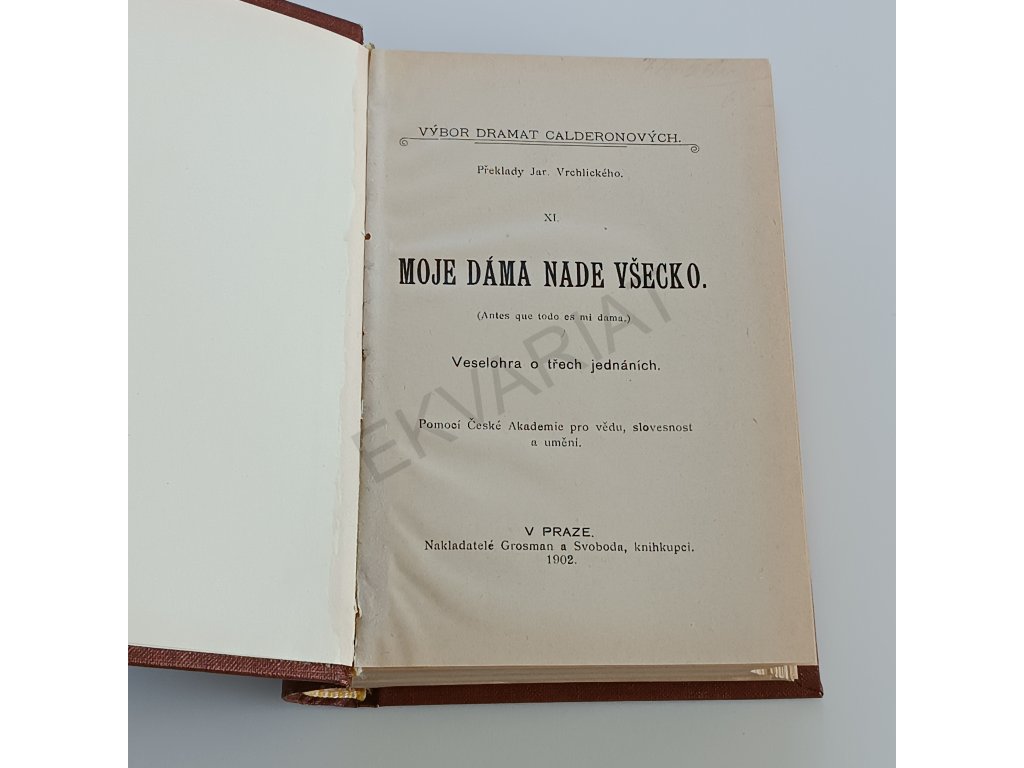 VÝBOR DRAMAT CALDERONOVÝCH.
Překlady Jar. Vrchlického.
XI.
MOJE DÁMA NADE VŠECKO.
(Antes que todo es mi dama.)
Veselohra o třech jednáních.
Pomocí České Akademie pro vědu, slovesnost
a umění.
V PRAZE.
Nakladatelé Grosman a Svoboda, knihkupci.
1902.
EKVARIAT